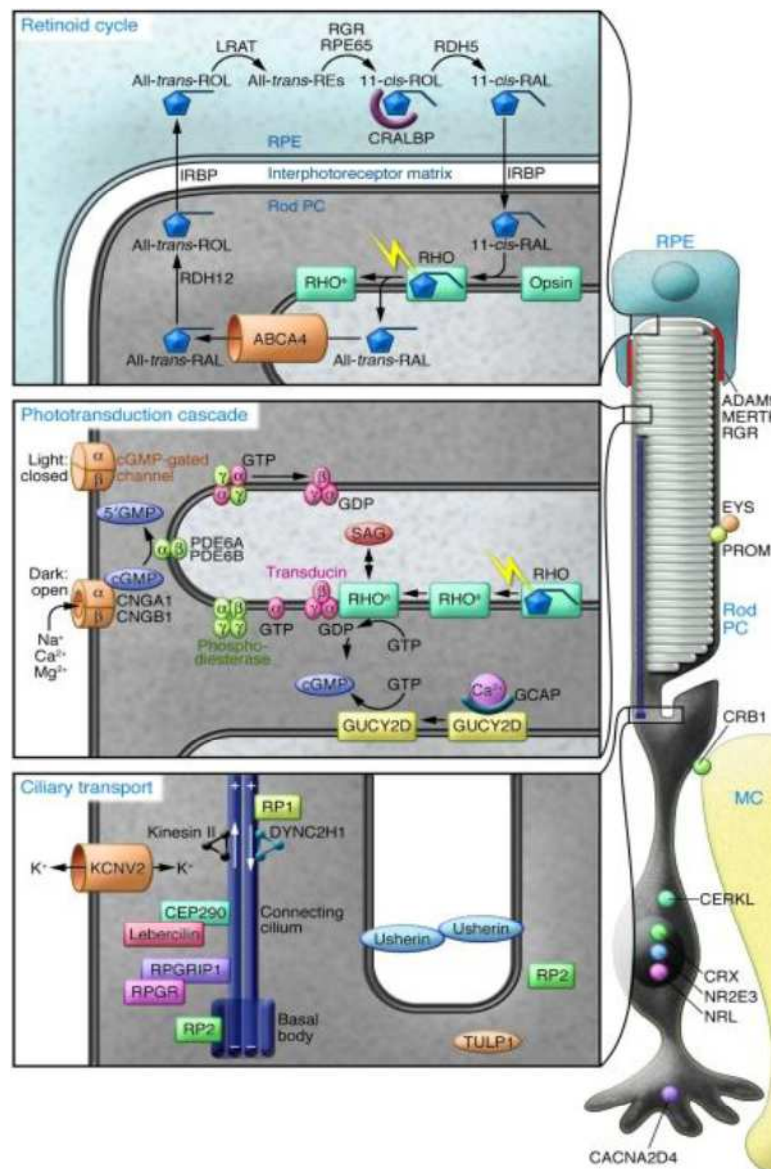 Retinoid cycle
LRAT
RGR
RPE65
RDH5
All-trans-ROL
All-trans-REs
11-cis-ROL
11-cis-RAL
CRALBP
RPE
IRBP
Interphotoreceptor matrix
IRBP
Rod PC
All-trans-ROL
11-cis-RAL
RDH12
RHO*
RHO
Opsin
ABCA4
All-trans-RAL
All-trans-RAL
Phototransduction cascade
Light:
closed
α
β
cGMP-gated
channel
GTP
γ α
α γ
β
γ α
GDP
5'GMP
α β
PDE6A
PDE6B
SAG
cGMP
Dark:
open
α
β
CNGA1
CNGB1
Transducin
RHO
Na⁺
Ca²⁺
Mg²⁺
α β
γ γ
Phospho-
diesterase
α
GTP
β
γ α
GDP
RHO*
RHO*
GTP
cGMP
GTP
Ca²⁺
GCAP
GUCY2D
GUCY2D
Ciliary transport
+ +
RP1
Kinesin II
DYNC2H1
K⁺
KCNV2
K⁺
CEP290
Lebercilin
Connecting
cilium
Usherin
Usherin
RPGRIP1
RPGR
RP2
RP2
Basal
body
– –
TULP1
RPE
RGR
EYS
PROM
Rod
PC
CRB1
MC
CERKL
CRX
NR2E3
NRL
CACNA2D4